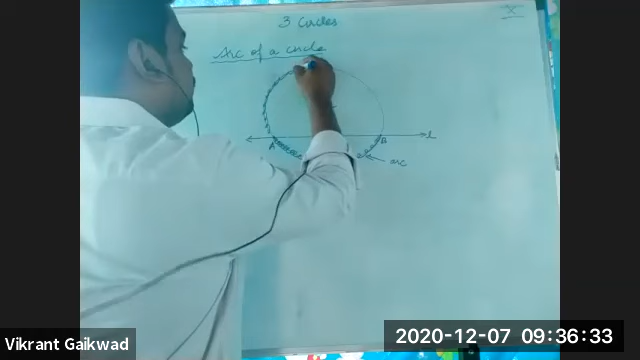 3 Circles
X
Arc of a circle
A
B
l
arc
Vikrant Gaikwad
2020-12-07 09:36:33